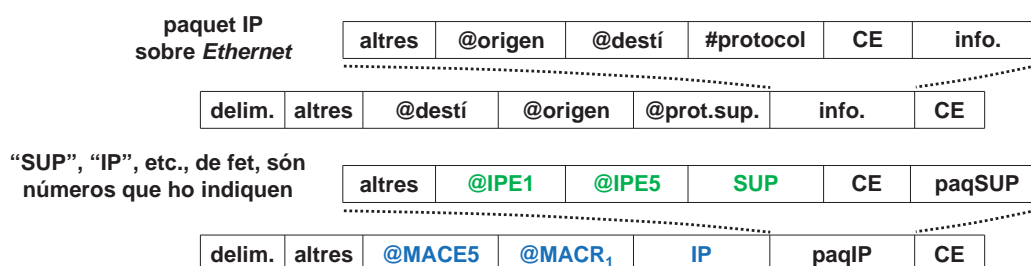 paquet IP
sobre Ethernet
altres @origen @destí #protocol CE info.
delim. altres @destí @origen @prot.sup. info. CE
“SUP”, “IP”, etc., de fet, són
números que ho indiquen
altres @IPE1 @IPE5 SUP CE paqSUP
delim. altres @MACE5 @MACR₁ IP paqIP CE